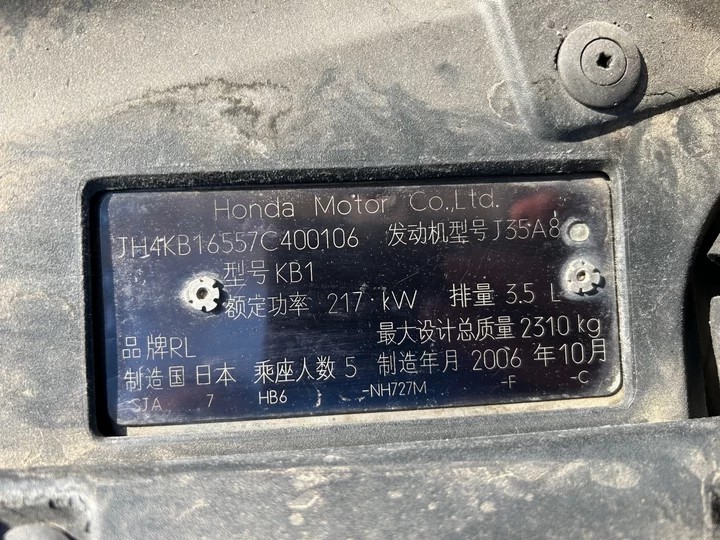 Honda Motor Co.,Ltd.
JH4KB16557C400106 发动机型号 J35A8
型号 KB1
额定功率 217 kW 排量 3.5 L
最大设计总质量 2310 kg
品牌RL
制造国 日本 乘座人数 5 制造年月 2006 年 10月
SJA 7 HB6 -NH727M -F -C